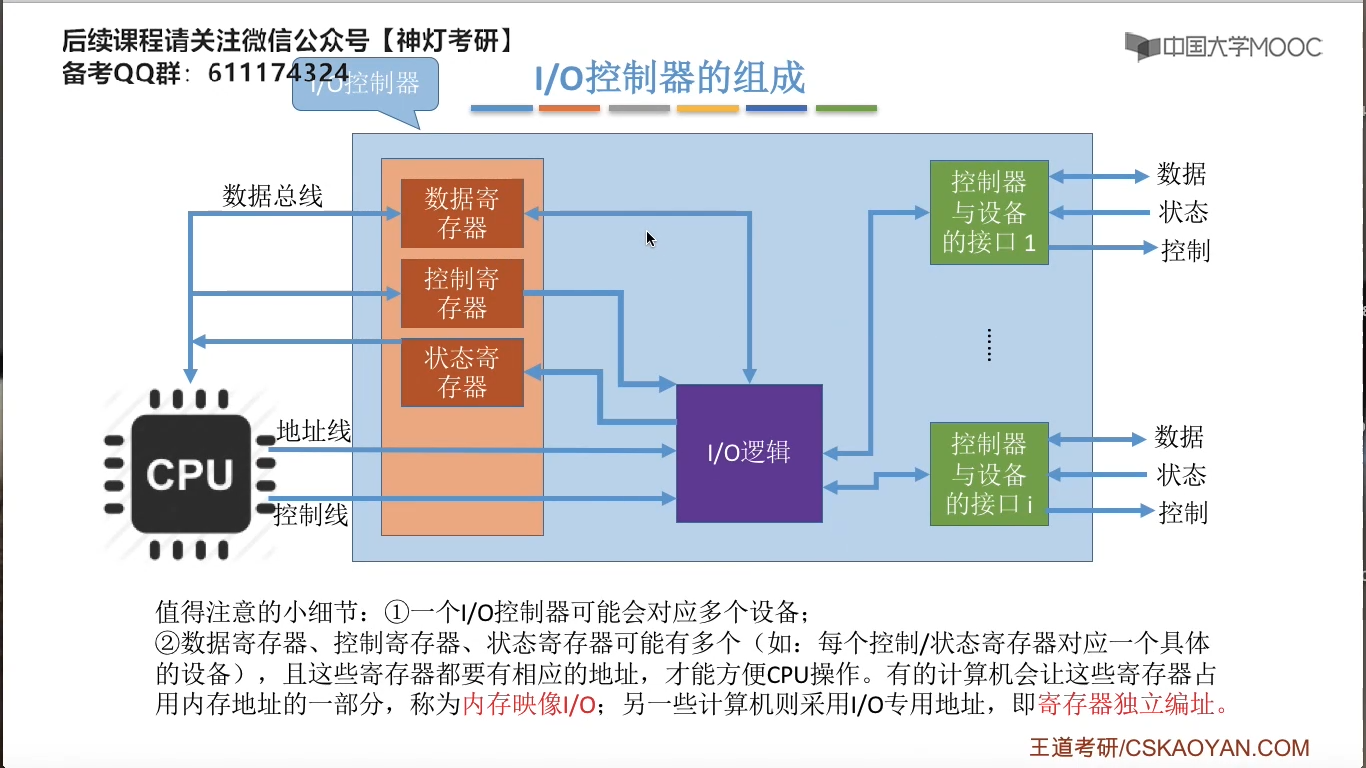 后续课程请关注微信公众号【神灯考研】
备考QQ群：611174324
中国大学MOOC
I/O控制器
I/O控制器的组成
数据总线
数据寄
存器
控制寄
存器
状态寄
存器
CPU
地址线
控制线
I/O逻辑
控制器
与设备
的接口 1
数据
状态
控制
控制器
与设备
的接口 i
数据
状态
控制
值得注意的小细节：①一个I/O控制器可能会对应多个设备；
②数据寄存器、控制寄存器、状态寄存器可能有多个（如：每个控制/状态寄存器对应一个具体
的设备），且这些寄存器都要有相应的地址，才能方便CPU操作。有的计算机会让这些寄存器占
用内存地址的一部分，称为内存映像I/O；另一些计算机则采用I/O专用地址，即寄存器独立编址。
王道考研/CSKAOYAN.COM